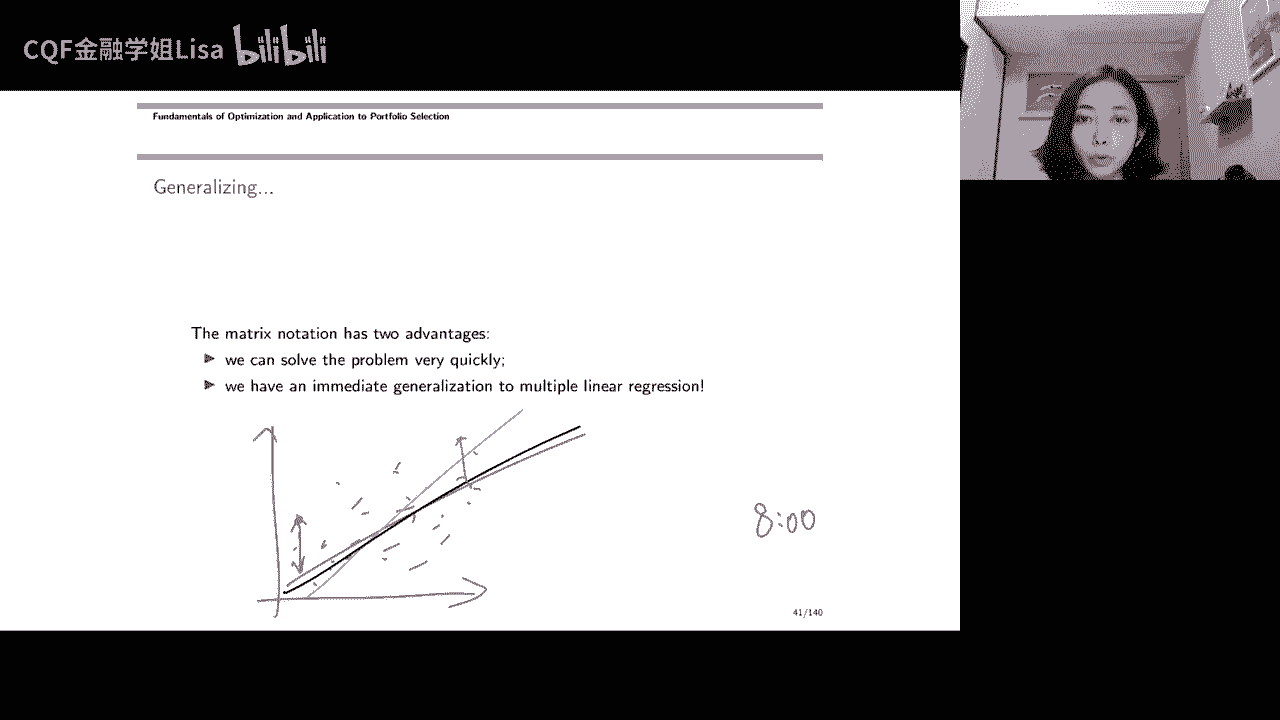 CQF金融学姐Lisa bilibili
Fundamentals of Optimization and Application to Portfolio Selection
Generalizing...
The matrix notation has two advantages:
we can solve the problem very quickly;
we have an immediate generalization to multiple linear regression!
8:00
41/140